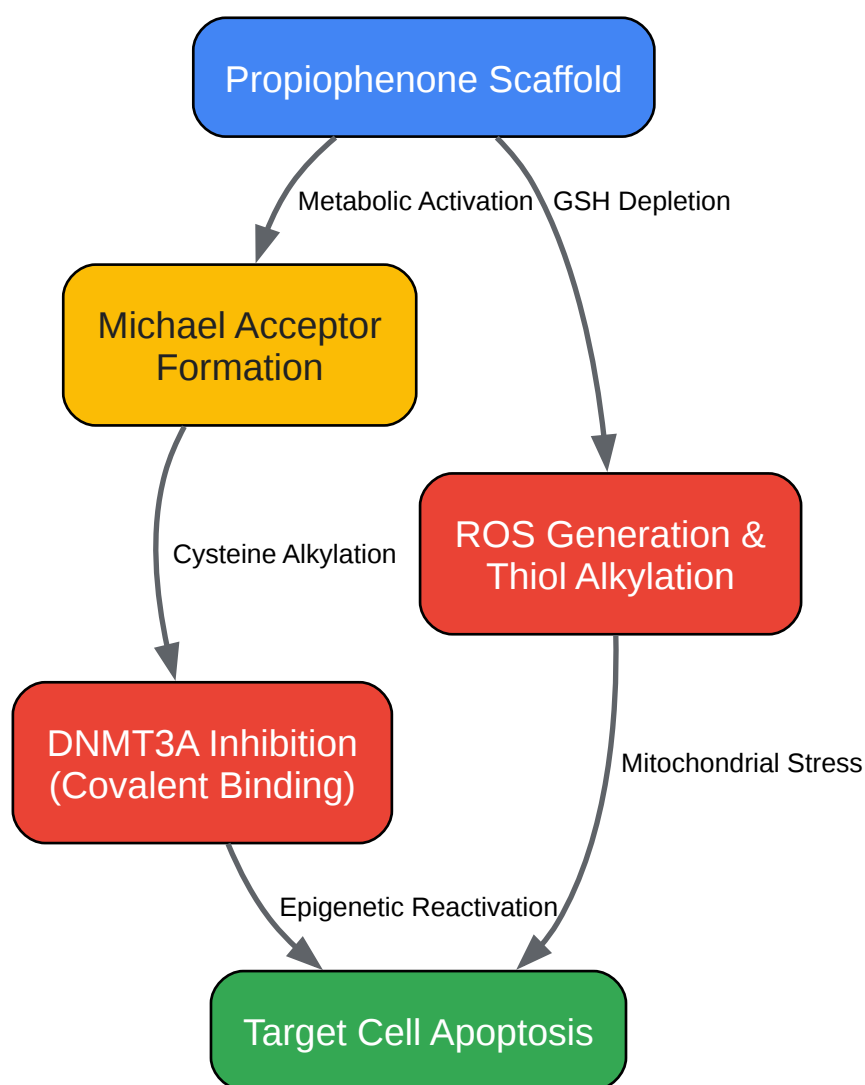 Propiophenone Scaffold
Metabolic Activation
GSH Depletion
Michael Acceptor
Formation
Cysteine Alkylation
ROS Generation &
Thiol Alkylation
DNMT3A Inhibition
(Covalent Binding)
Mitochondrial Stress
Epigenetic Reactivation
Target Cell Apoptosis